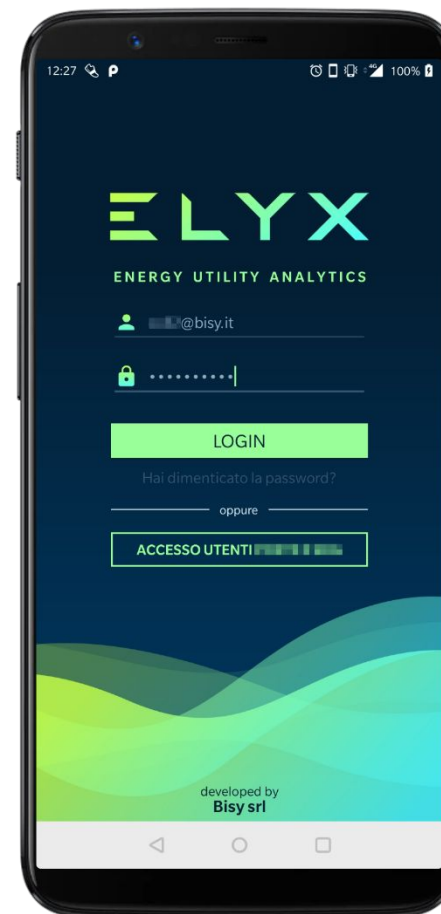 12:27 4G 100%
ELYX
ENERGY UTILITY ANALYTICS
@bisy.it
LOGIN
Hai dimenticato la password?
oppure
ACCESSO UTENTI
developed by
Bisy srl